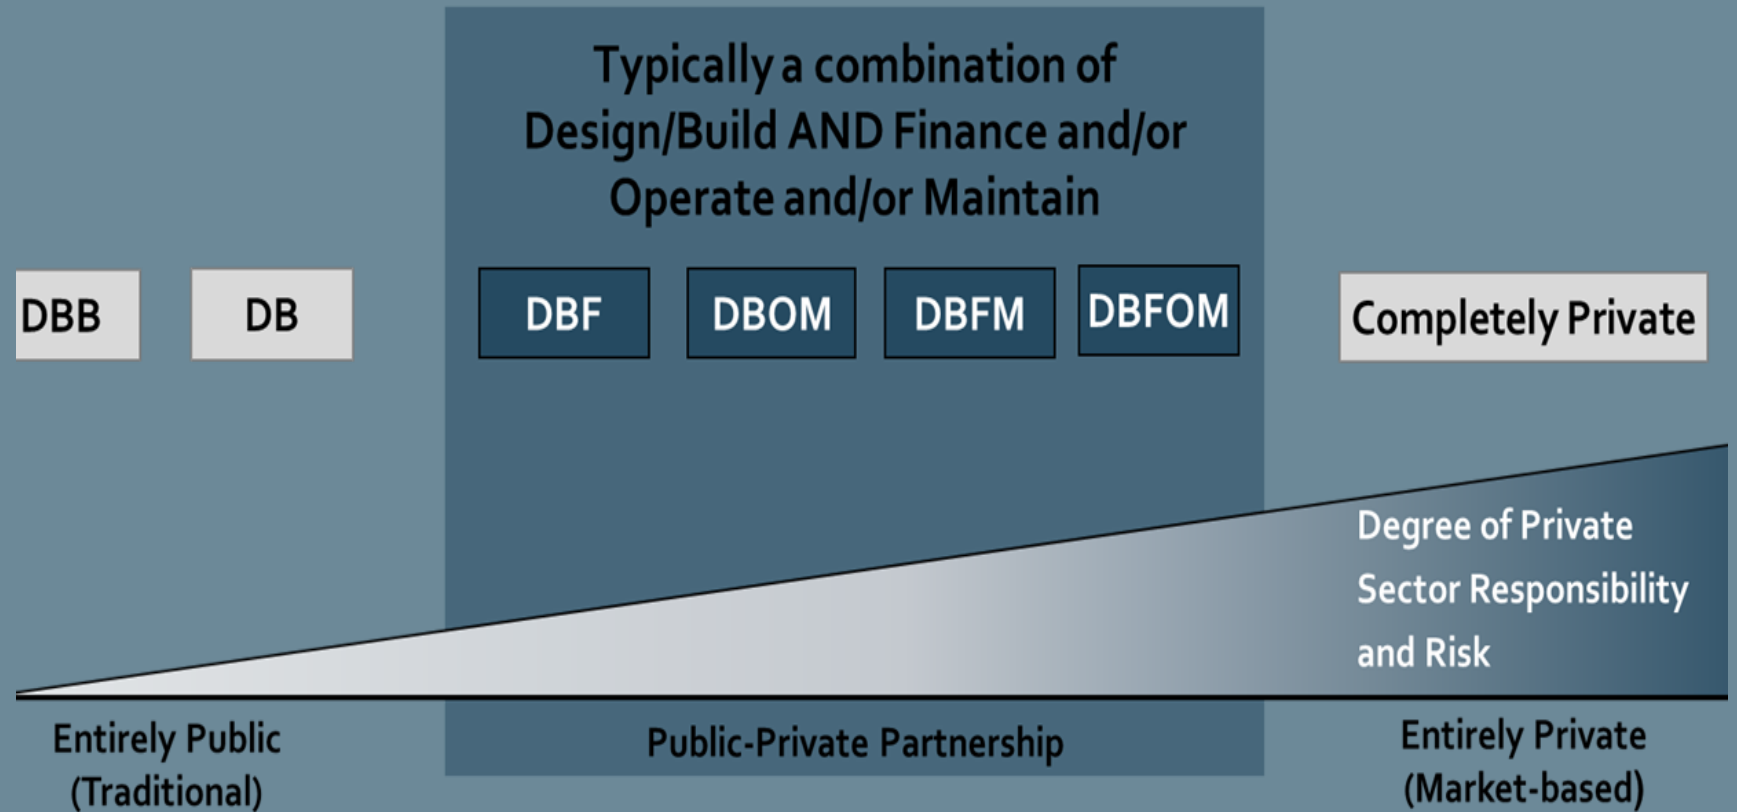 Typically a combination of
Design/Build AND Finance and/or
Operate and/or Maintain
DBB
DB
DBF
DBOM
DBFM
DBFOM
Completely Private
Degree of Private
Sector Responsibility
and Risk
Entirely Public
(Traditional)
Public-Private Partnership
Entirely Private
(Market-based)